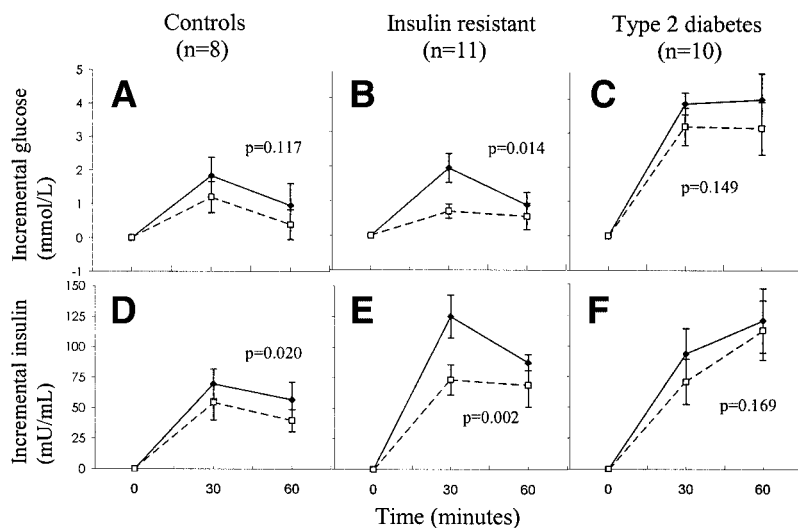 Controls
(n=8)
Insulin resistant
(n=11)
Type 2 diabetes
(n=10)
Incremental glucose
(mmol/L)
5
4
3
2
1
0
-1
A
p=0.117
B
p=0.014
C
p=0.149
Incremental insulin
(mU/mL)
150
125
100
75
50
25
0
D
p=0.020
E
p=0.002
F
p=0.169
0 30 60 0 30 60 0 30 60
Time (minutes)